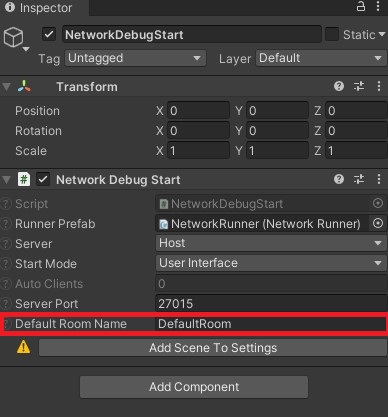 Inspector
NetworkDebugStart Static
Tag Untagged Layer Default
Transform
Position X 0 Y 0 Z 0
Rotation X 0 Y 0 Z 0
Scale X 1 Y 1 Z 1
# Network Debug Start
Script NetworkDebugStart
Runner Prefab NetworkRunner (Network Runner)
Server Host
Start Mode User Interface
Auto Clients 0
Server Port 27015
Default Room Name DefaultRoom
Add Scene To Settings
Add Component